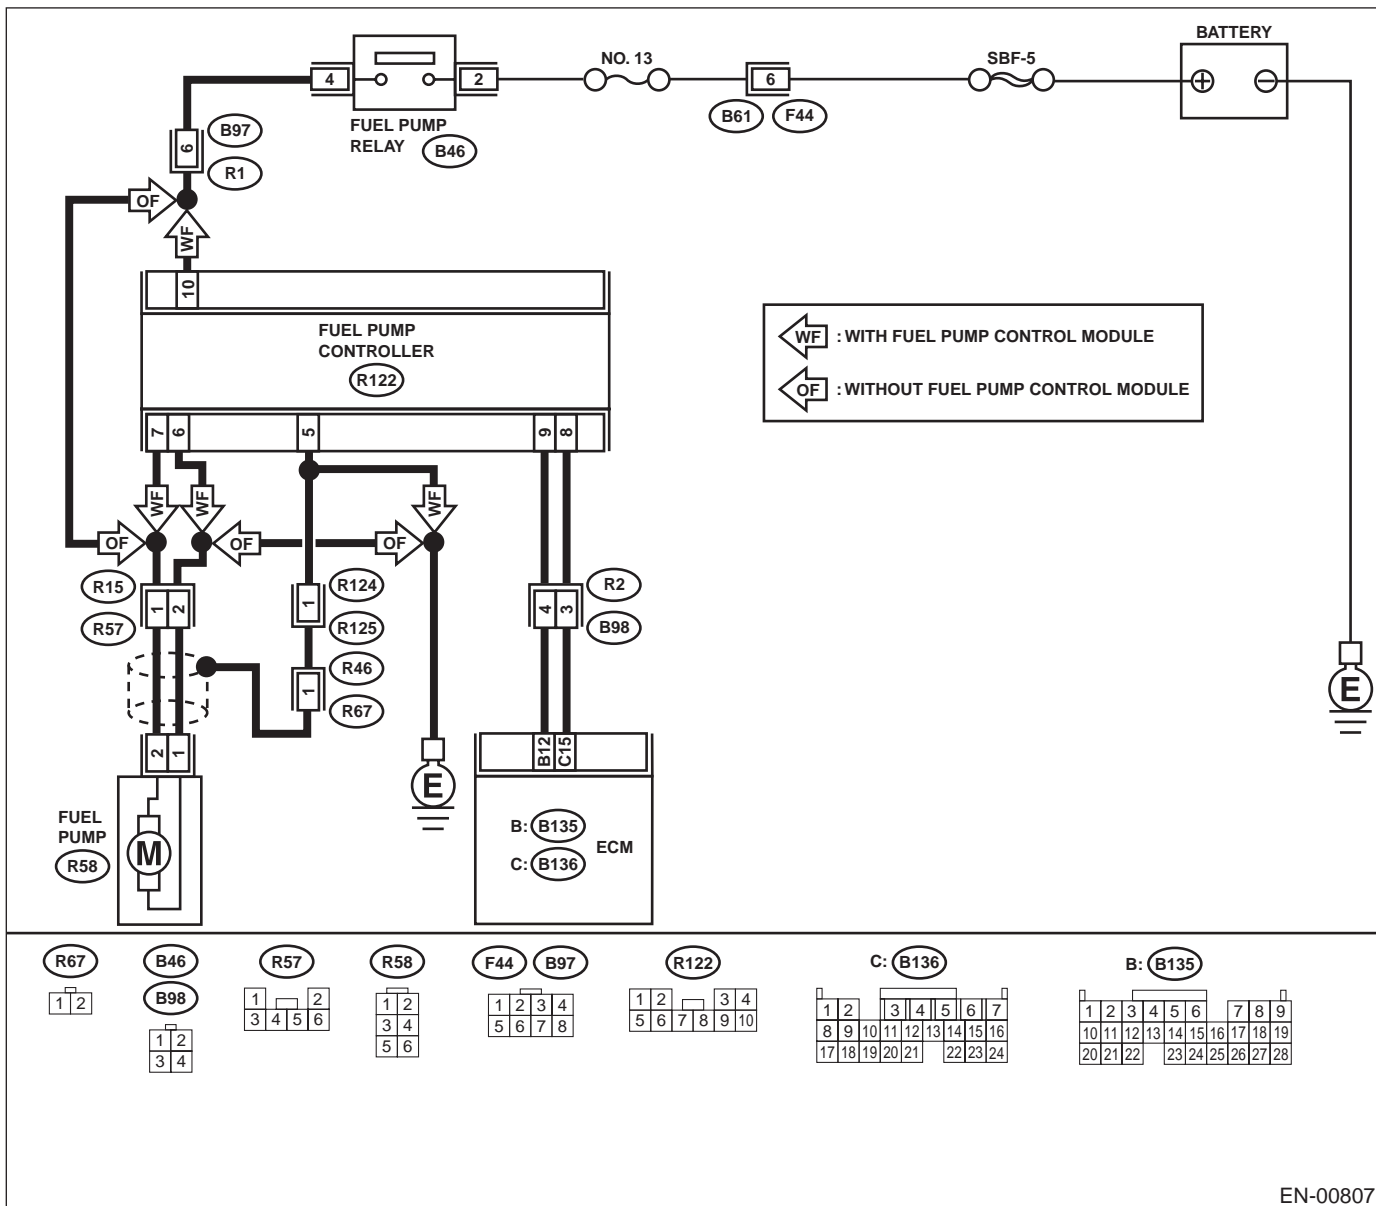 BATTERY
NO. 13
SBF-5
4
2
6
+
−
FUEL PUMP
RELAY
B46
B61
F44
6
B97
R1
OF
WF
10
FUEL PUMP
CONTROLLER
R122
WF
: WITH FUEL PUMP CONTROL MODULE
OF
: WITHOUT FUEL PUMP CONTROL MODULE
7
6
5
9
8
WF
WF
WF
OF
OF
OF
R15
R57
1
2
R124
1
R125
R46
1
R67
4
3
R2
B98
E
2
1
E
B12
C15
FUEL
PUMP
R58
M
B: B135
C: B136
ECM
R67
B46
B98
R57
R58
F44
B97
R122
C: B136
B: B135
1 2
1 2
3 4
1 2
3 4 5 6
1 2
3 4
5 6
1 2 3 4
5 6 7 8
1 2 3 4
5 6 7 8 9 10
1 2 3 4 5 6 7
8 9 10 11 12 13 14 15 16
17 18 19 20 21 22 23 24
1 2 3 4 5 6 7 8 9
10 11 12 13 14 15 16 17 18 19
20 21 22 23 24 25 26 27 28
EN-00807